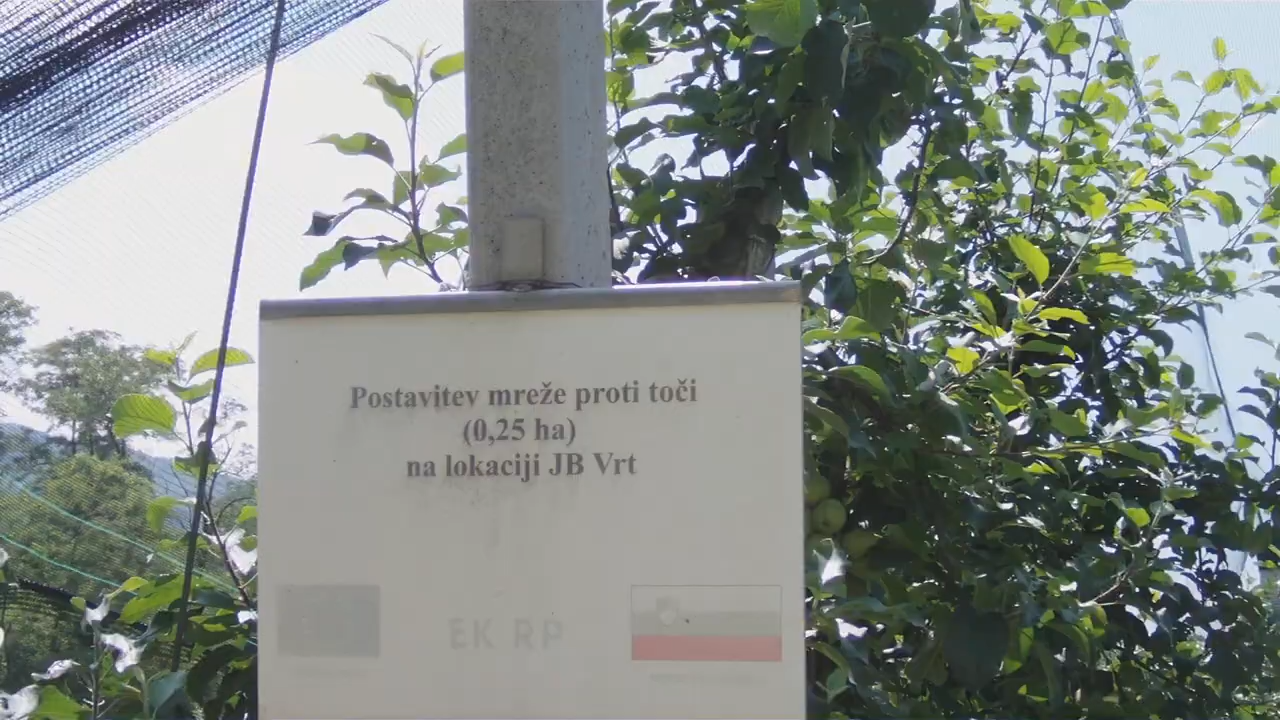 Postavitev mreže proti toči
(0,25 ha)
na lokaciji JB Vrt
EK RP